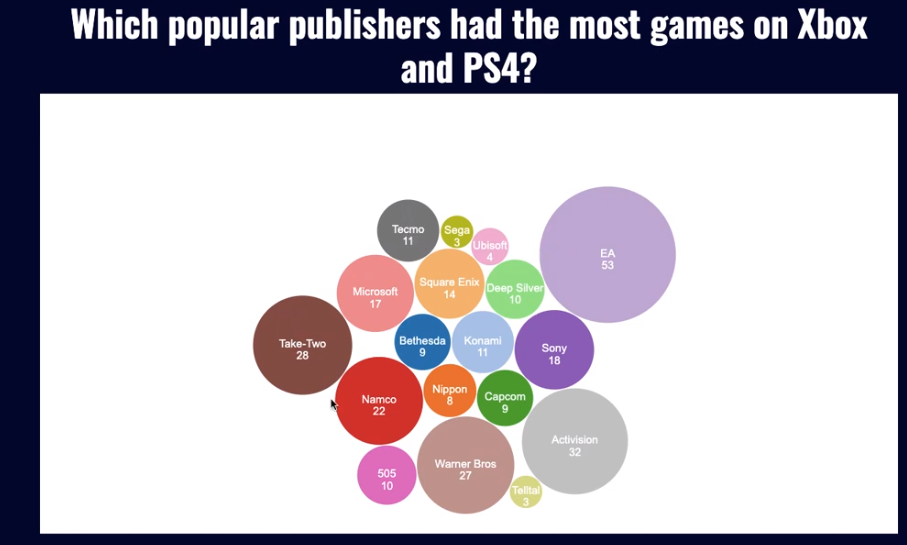 Which popular publishers had the most games on Xbox
and PS4?
Tecmo
11
Sega
3
Ubisoft
4
EA
53
Microsoft
17
Square Enix
14
Deep Silver
10
Take-Two
28
Bethesda
9
Konami
11
Sony
18
Namco
22
Nippon
8
Capcom
9
Activision
32
505
10
Warner Bros
27
Telltal
3